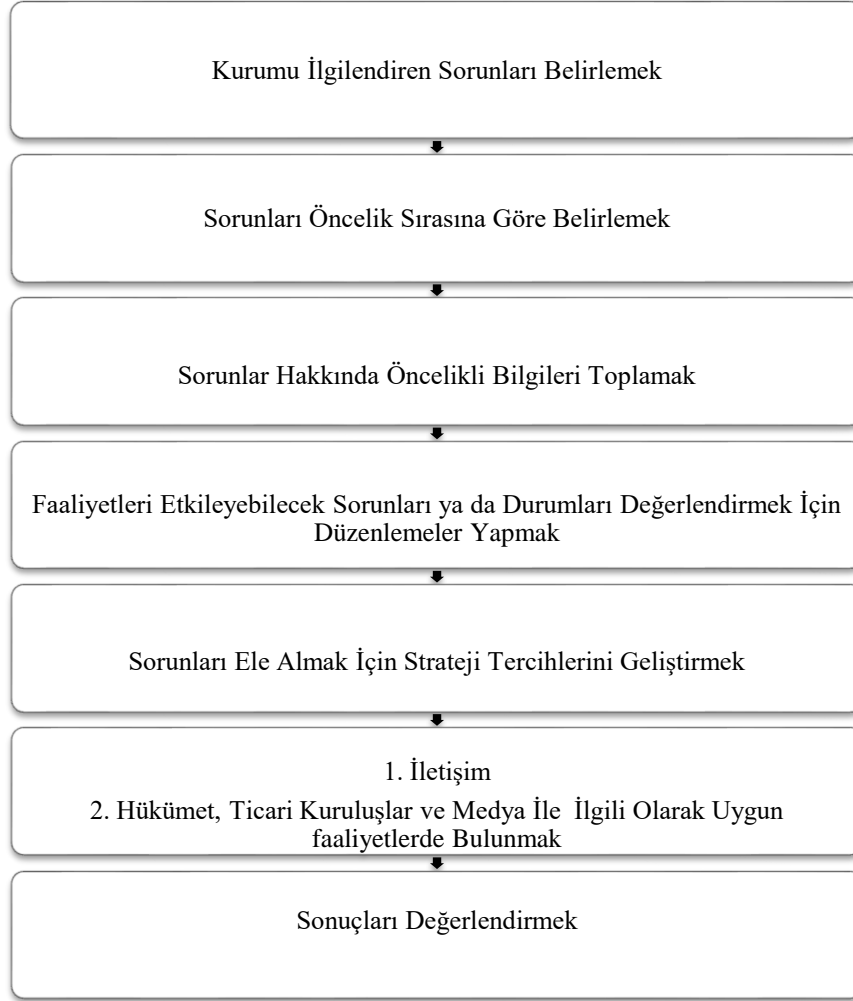 Kurumu İlgilendiren Sorunları Belirlemek
Sorunları Öncelik Sırasına Göre Belirlemek
Sorunlar Hakkında Öncelikli Bilgileri Toplamak
Faaliyetleri Etkileyebilecek Sorunları ya da Durumları Değerlendirmek İçin
Düzenlemeler Yapmak
Sorunları Ele Almak İçin Strateji Tercihlerini Geliştirmek
1. İletişim
2. Hükümet, Ticari Kuruluşlar ve Medya İle İlgili Olarak Uygun
faaliyetlerde Bulunmak
Sonuçları Değerlendirmek